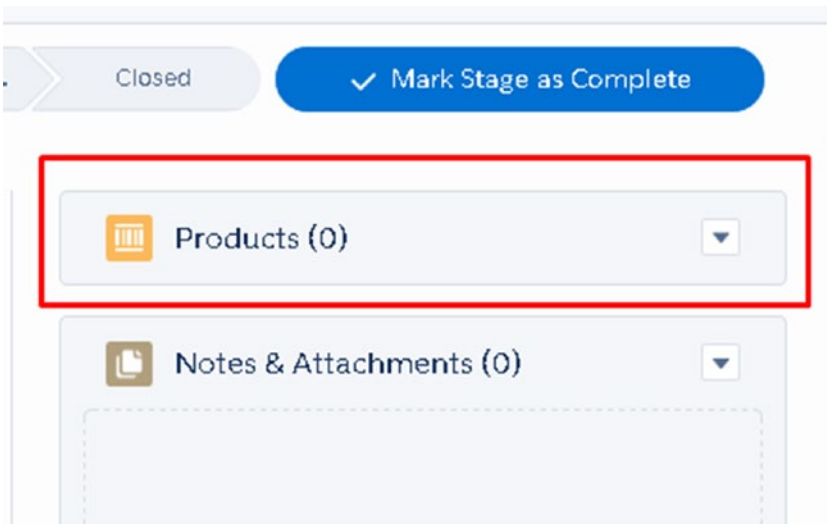 Closed
Mark Stage as Complete
Products (0)
Notes & Attachments (0)